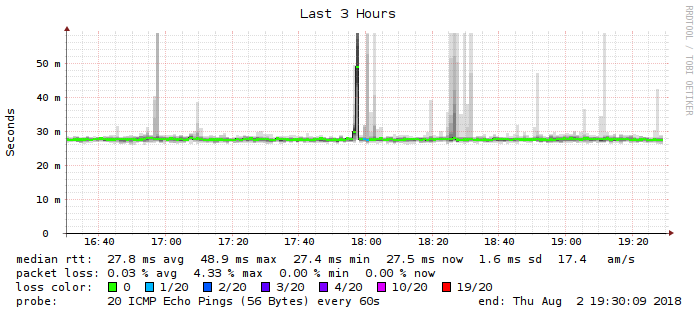 Last 3 Hours
RRDTOOL / TOBI OETIKER
Seconds
50 m
40 m
30 m
20 m
10 m
0
16:40 17:00 17:20 17:40 18:00 18:20 18:40 19:00 19:20
median rtt: 27.8 ms avg 48.9 ms max 27.4 ms min 27.5 ms now 1.6 ms sd 17.4 am/s
packet loss: 0.03 % avg 4.33 % max 0.00 % min 0.00 % now
loss color: 0 1/20 2/20 3/20 4/20 10/20 19/20
probe: 20 ICMP Echo Pings (56 Bytes) every 60s end: Thu Aug 2 19:30:09 2018